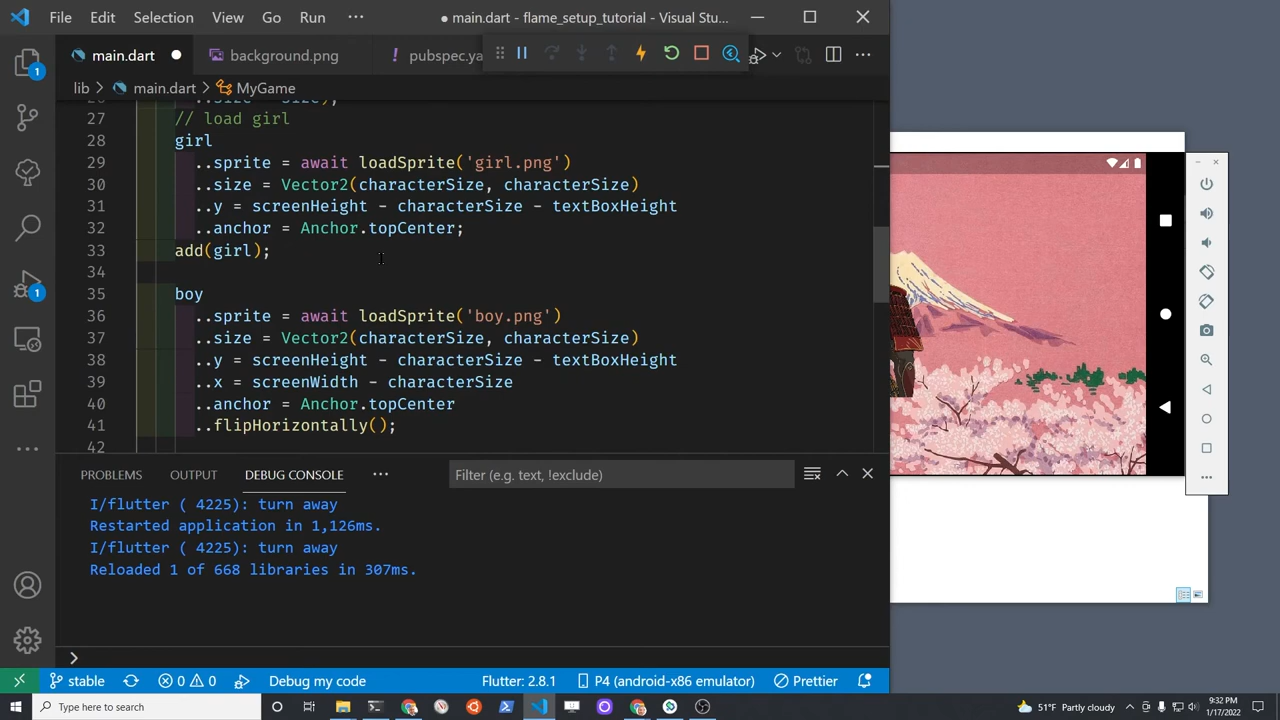 File Edit Selection View Go Run ··· ● main.dart - flame_setup_tutorial - Visual Stu...
main.dart ● background.png ! pubspec.ya
lib > main.dart > MyGame
26 ..size = size);
27 // load girl
28 girl
29 ..sprite = await loadSprite('girl.png')
30 ..size = Vector2(characterSize, characterSize)
31 ..y = screenHeight - characterSize - textBoxHeight
32 ..anchor = Anchor.topCenter;
33 add(girl);
34
35 boy
36 ..sprite = await loadSprite('boy.png')
37 ..size = Vector2(characterSize, characterSize)
38 ..y = screenHeight - characterSize - textBoxHeight
39 ..x = screenWidth - characterSize
40 ..anchor = Anchor.topCenter
41 ..flipHorizontally();
42
1
1
PROBLEMS OUTPUT DEBUG CONSOLE ··· Filter (e.g. text, !exclude)
I/flutter ( 4225): turn away
Restarted application in 1,126ms.
I/flutter ( 4225): turn away
Reloaded 1 of 668 libraries in 307ms.
>
stable 0 0 Debug my code Flutter: 2.8.1 P4 (android-x86 emulator) Prettier
Type here to search 51°F Partly cloudy 9:32 PM
1/17/2022